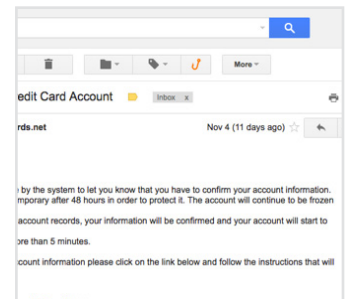 More
edit Card Account Inbox x
rds.net Nov 4 (11 days ago)
by the system to let you know that you have to confirm your account information.
mporary after 48 hours in order to protect it. The account will continue to be frozen
account records, your information will be confirmed and your account will start to
ore than 5 minutes.
count information please click on the link below and follow the instructions that will